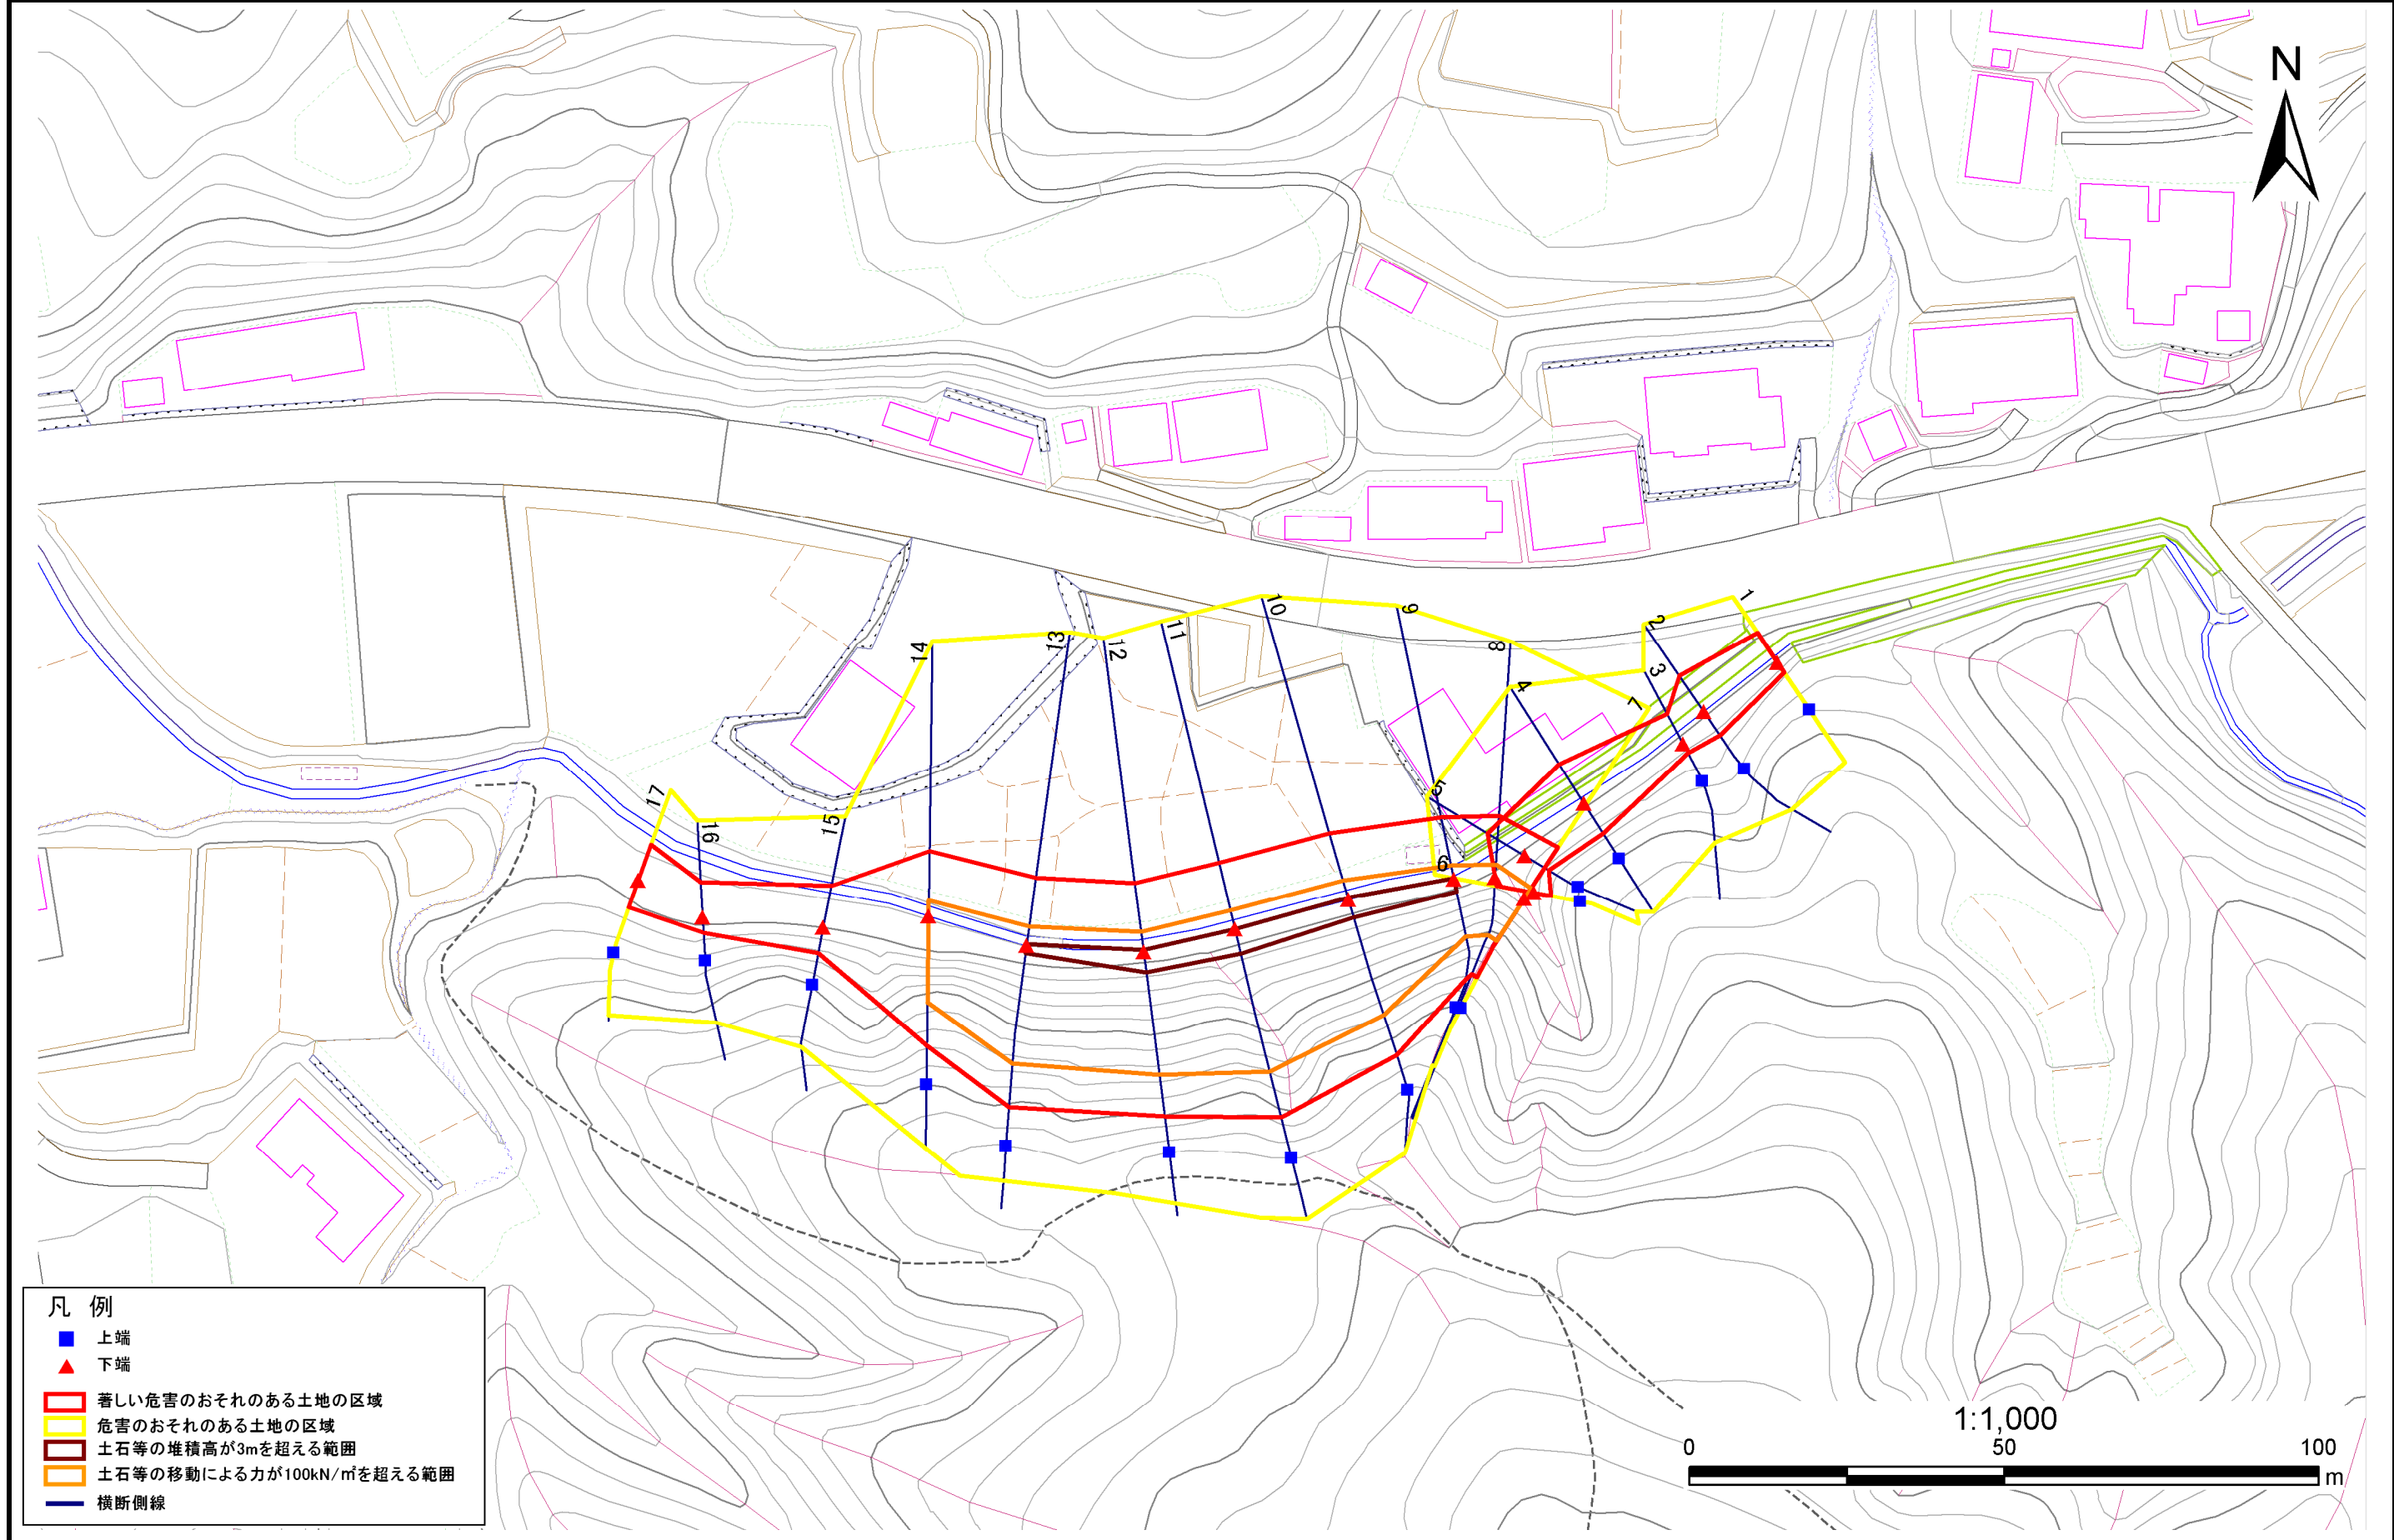 N
1
2
3
4
5
6
7
8
9
10
11
12
13
14
15
16
17
凡 例
上端
下端
著しい危害のおそれのある土地の区域
危害のおそれのある土地の区域
土石等の堆積高が3mを超える範囲
土石等の移動による力が100kN/㎡を超える範囲
横断側線
1:1,000
0 50 100
m